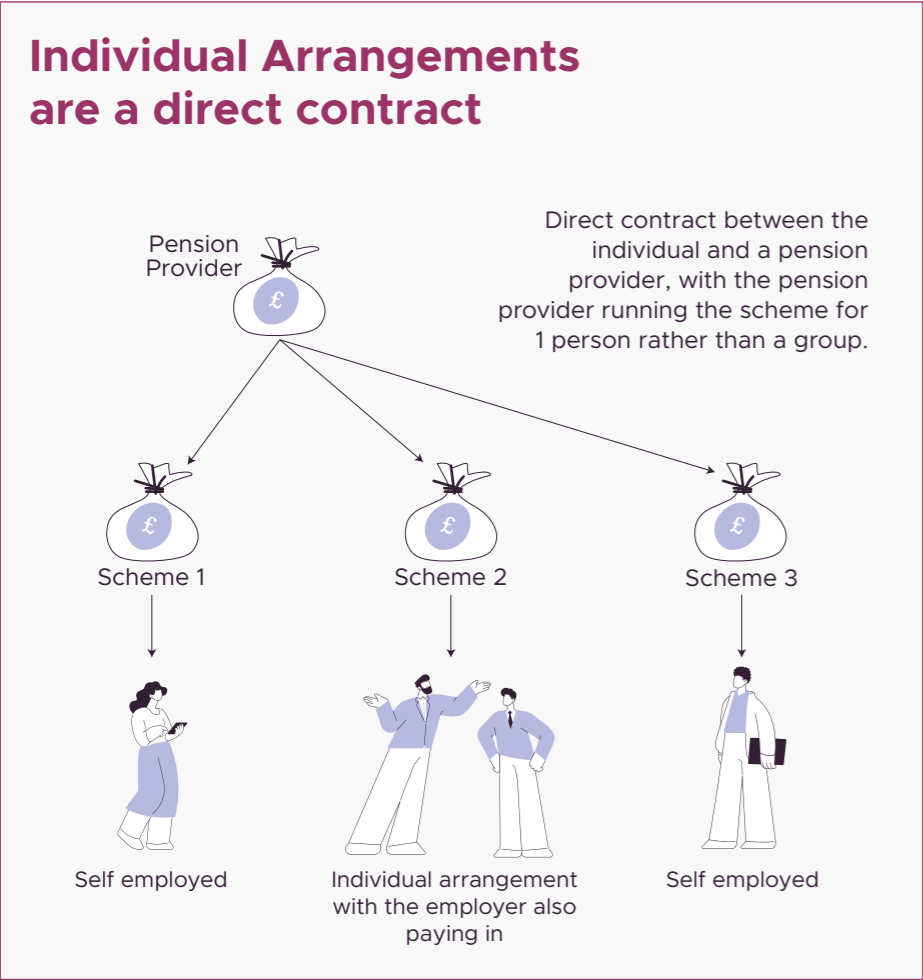 Individual Arrangements
are a direct contract
Direct contract between the
individual and a pension
provider, with the pension
provider running the scheme for
1 person rather than a group.
Pension
Provider
£
£
£
£
Scheme 1
Scheme 2
Scheme 3
Self employed
Individual arrangement
with the employer also
paying in
Self employed